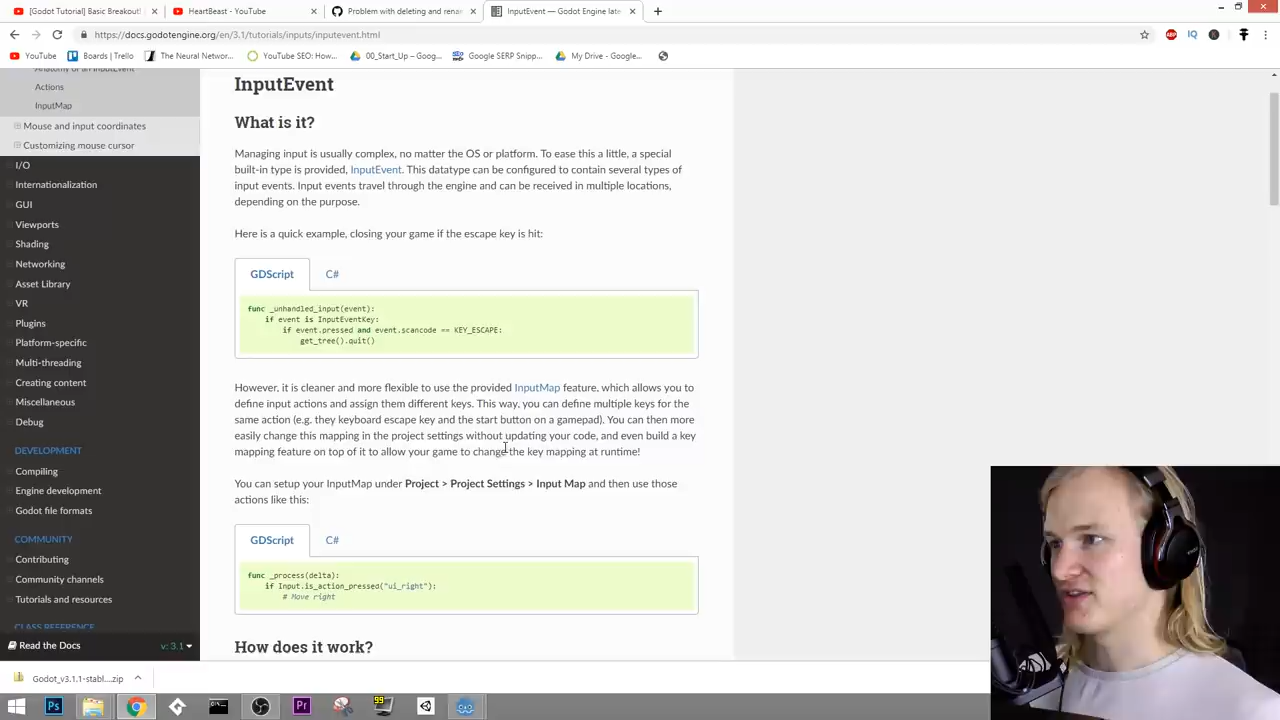 [Godot Tutorial] Basic Breakout!
HeartBeast - YouTube
Problem with deleting and rena
InputEvent — Godot Engine late
https://docs.godotengine.org/en/3.1/tutorials/inputs/inputevent.html
YouTube
Boards | Trello
The Neural Networ...
YouTube SEO: How...
00_Start_Up – Goog...
Google SERP Snipp...
My Drive - Google...
Anatomy of an InputEvent
Actions
InputMap
Mouse and input coordinates
Customizing mouse cursor
I/O
Internationalization
GUI
Viewports
Shading
Networking
Asset Library
VR
Plugins
Platform-specific
Multi-threading
Creating content
Miscellaneous
Debug
DEVELOPMENT
Compiling
Engine development
Godot file formats
COMMUNITY
Contributing
Community channels
Tutorials and resources
CLASS REFERENCE
Read the Docs
v: 3.1
InputEvent
What is it?
Managing input is usually complex, no matter the OS or platform. To ease this a little, a special
built-in type is provided, InputEvent. This datatype can be configured to contain several types of
input events. Input events travel through the engine and can be received in multiple locations,
depending on the purpose.
Here is a quick example, closing your game if the escape key is hit:
GDScript
C#
func _unhandled_input(event):
if event is InputEventKey:
if event.pressed and event.scancode == KEY_ESCAPE:
get_tree().quit()
However, it is cleaner and more flexible to use the provided InputMap feature, which allows you to
define input actions and assign them different keys. This way, you can define multiple keys for the
same action (e.g. they keyboard escape key and the start button on a gamepad). You can then more
easily change this mapping in the project settings without updating your code, and even build a key
mapping feature on top of it to allow your game to change the key mapping at runtime!
You can setup your InputMap under Project > Project Settings > Input Map and then use those
actions like this:
GDScript
C#
func _process(delta):
if Input.is_action_pressed("ui_right"):
# Move right
How does it work?
Godot_v3.1.1-stabl....zip
Ps
Pr
99